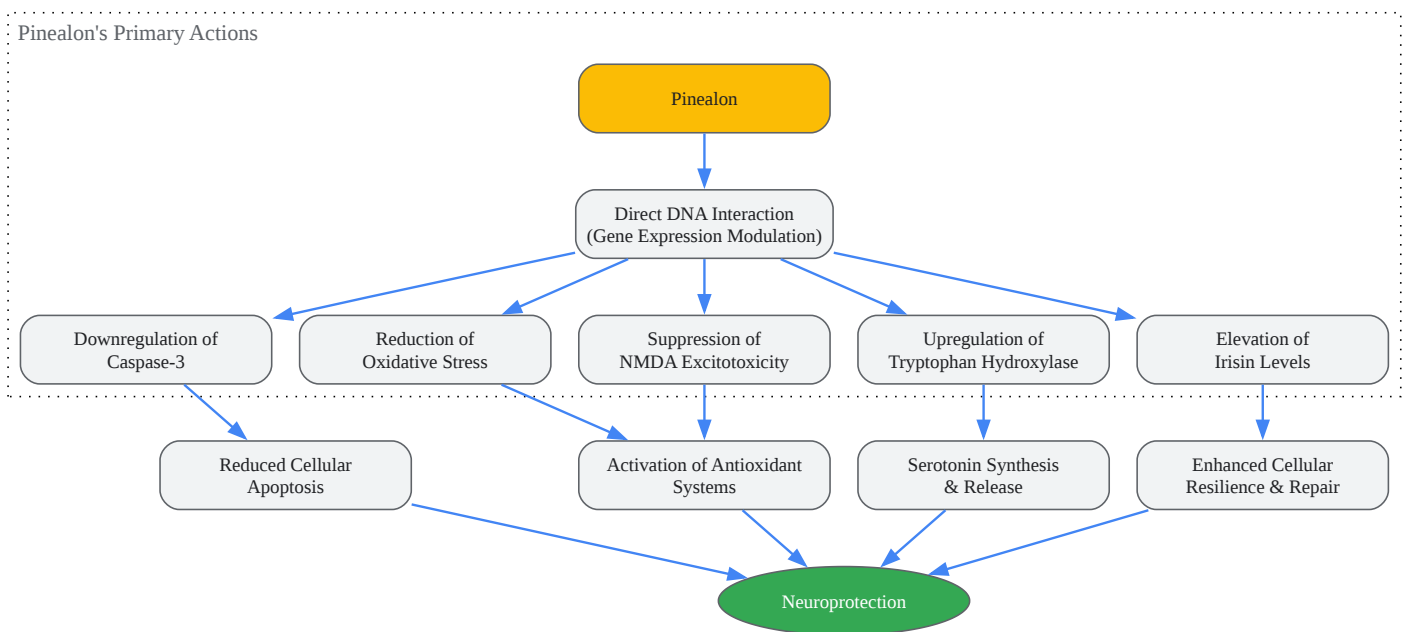 Pinealon's Primary Actions
Pinealon
Direct DNA Interaction
(Gene Expression Modulation)
Downregulation of
Caspase-3
Reduction of
Oxidative Stress
Suppression of
NMDA Excitotoxicity
Upregulation of
Tryptophan Hydroxylase
Elevation of
Irisin Levels
Reduced Cellular
Apoptosis
Activation of Antioxidant
Systems
Serotonin Synthesis
& Release
Enhanced Cellular
Resilience & Repair
Neuroprotection